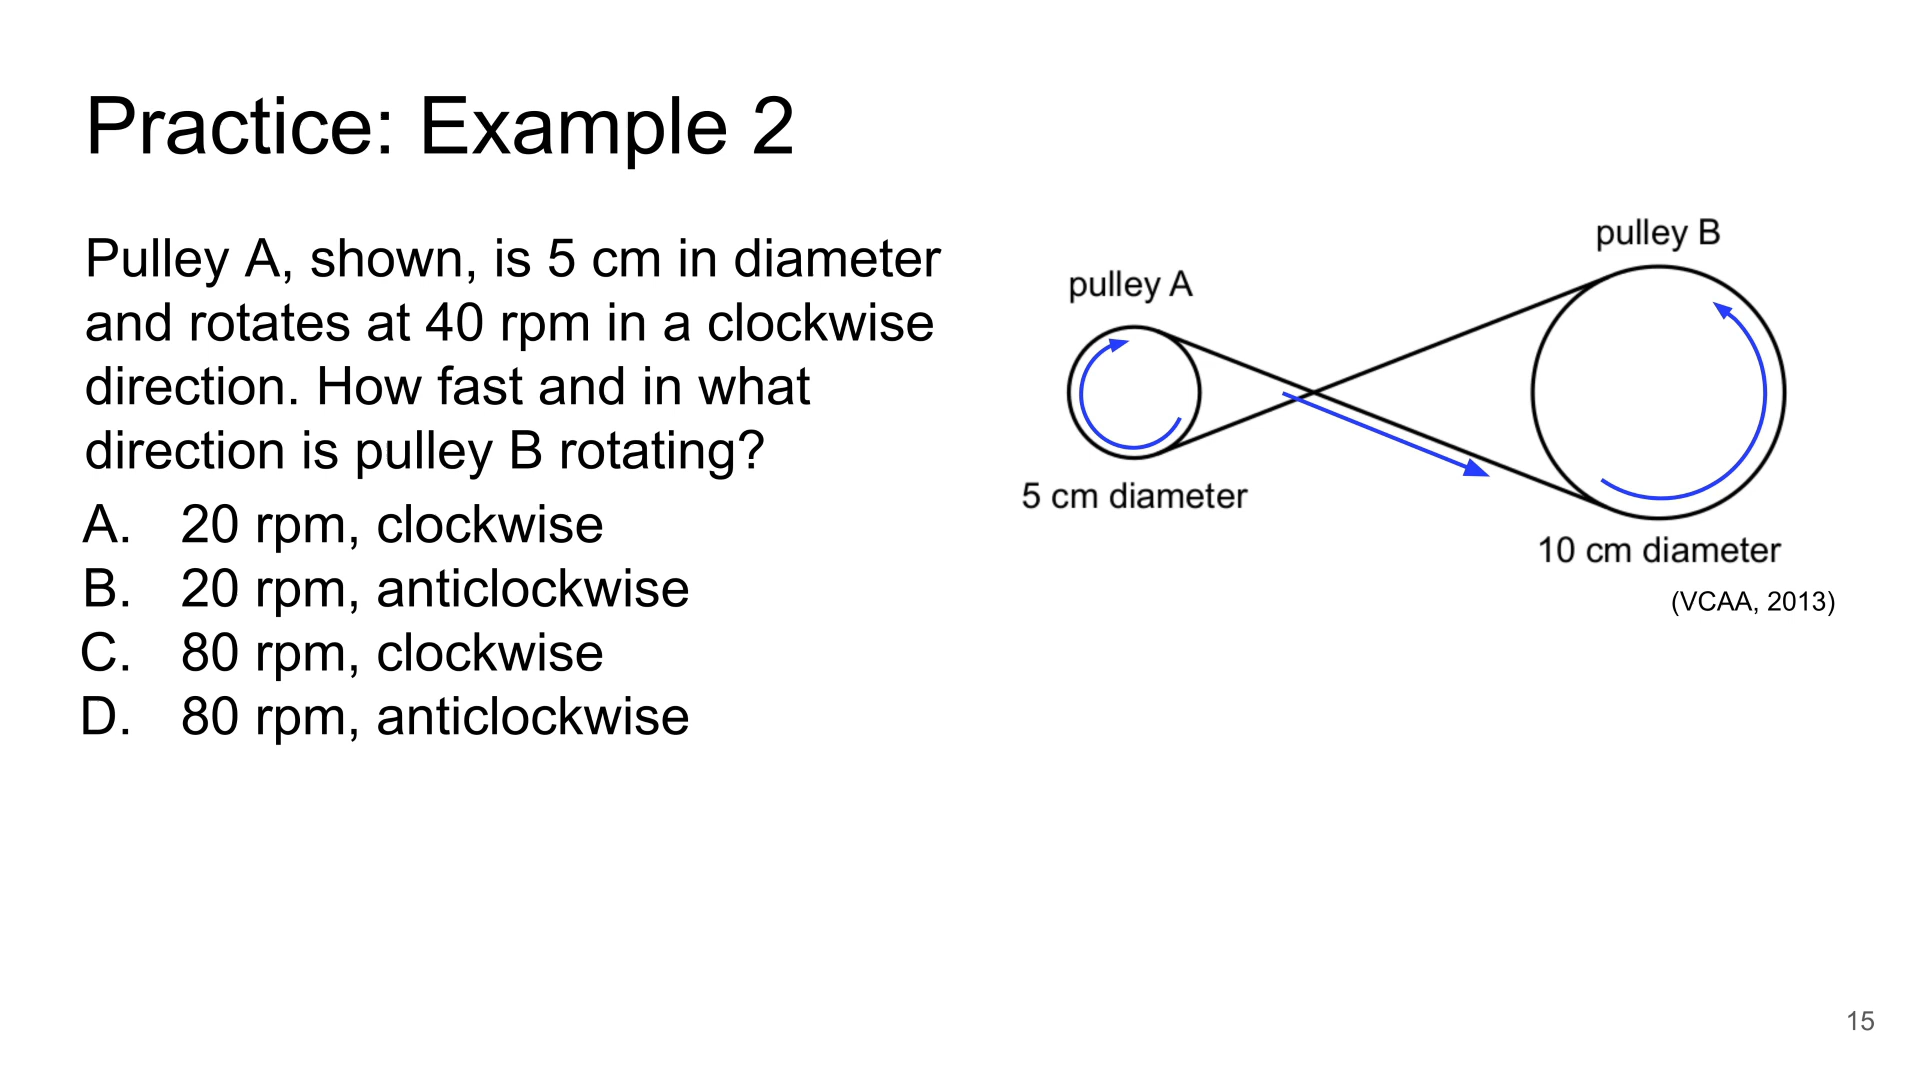 Practice: Example 2
Pulley A, shown, is 5 cm in diameter
and rotates at 40 rpm in a clockwise
direction. How fast and in what
direction is pulley B rotating?
A. 20 rpm, clockwise
B. 20 rpm, anticlockwise
C. 80 rpm, clockwise
D. 80 rpm, anticlockwise
pulley B
pulley A
5 cm diameter
10 cm diameter
(VCAA, 2013)
15